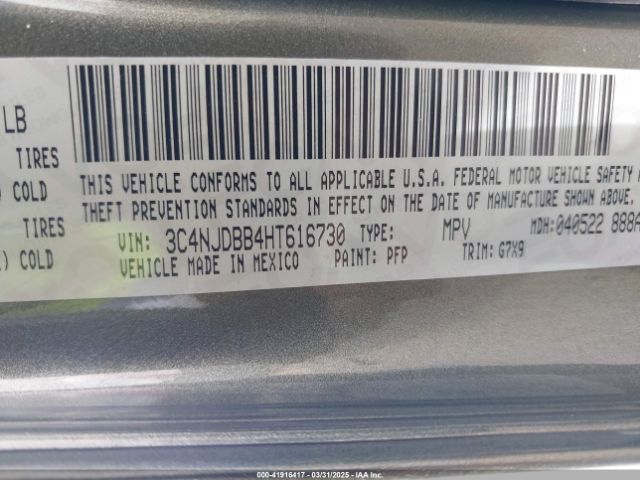 LB
TIRES
COLD
TIRES
) COLD
THIS VEHICLE CONFORMS TO ALL APPLICABLE U.S.A. FEDERAL MOTOR VEHICLE SAFETY
THEFT PREVENTION STANDARDS IN EFFECT ON THE DATE OF MANUFACTURE SHOWN ABOVE.
VIN: 3C4NJDBB4HT616730 TYPE: MPV MDH: 040522 888A
VEHICLE MADE IN MEXICO PAINT: PFP TRIM: G7X9
00-41916417 — 03/31/2025 - IAAI INC.